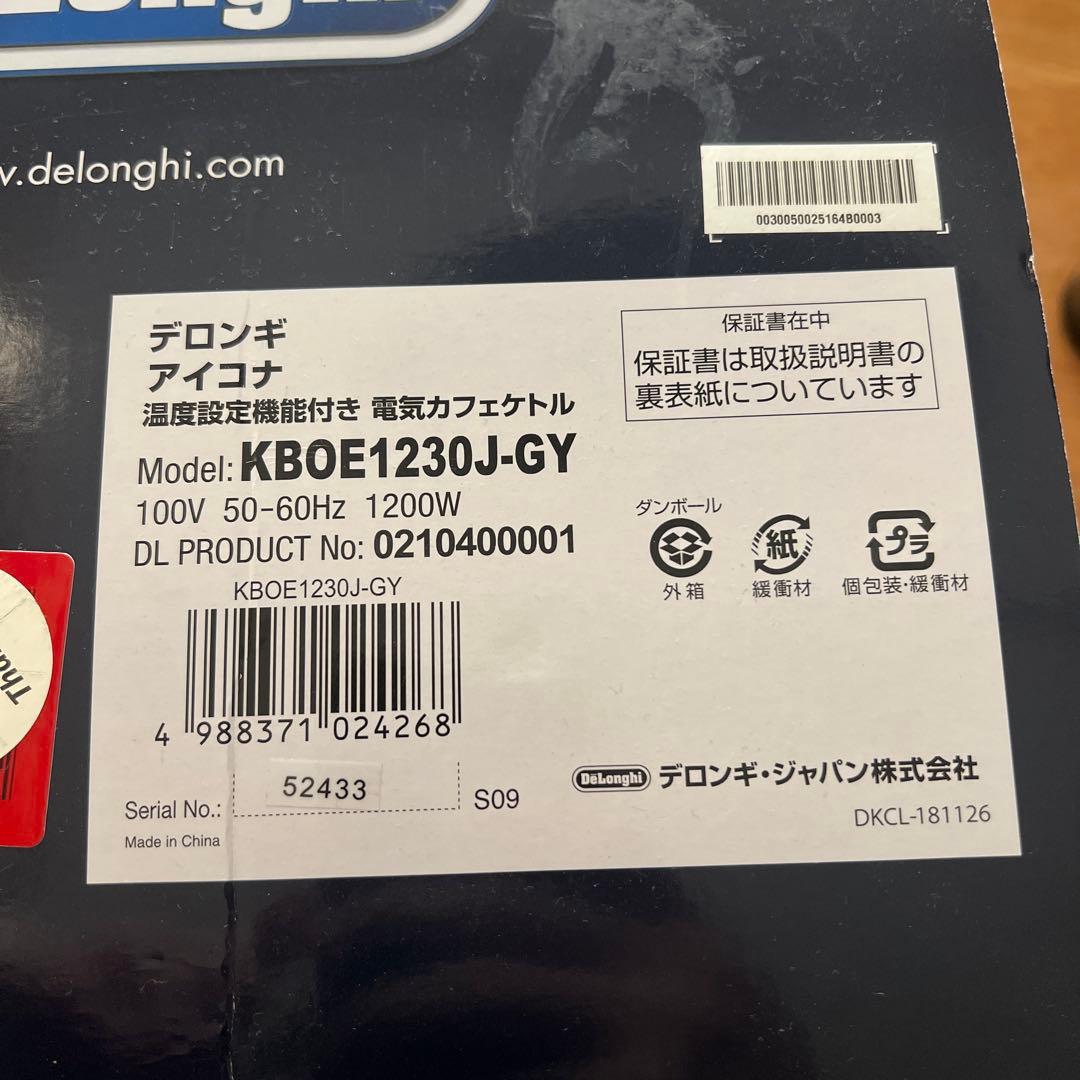 v.delonghi.com
0030050025164B0003
デロンギ
アイコナ
温度設定機能付き 電気カフェケトル
Model: KBOE1230J-GY
100V 50-60Hz 1200W
DL PRODUCT No: 0210400001
KBOE1230J-GY
4 988371 024268
Serial No.: 52433 S09
Made in China
保証書在中
保証書は取扱説明書の
裏表紙についています
ダンボール
外箱
紙
緩衝材
プラ
個包装・緩衝材
DeLonghi デロンギ・ジャパン株式会社
DKCL-181126